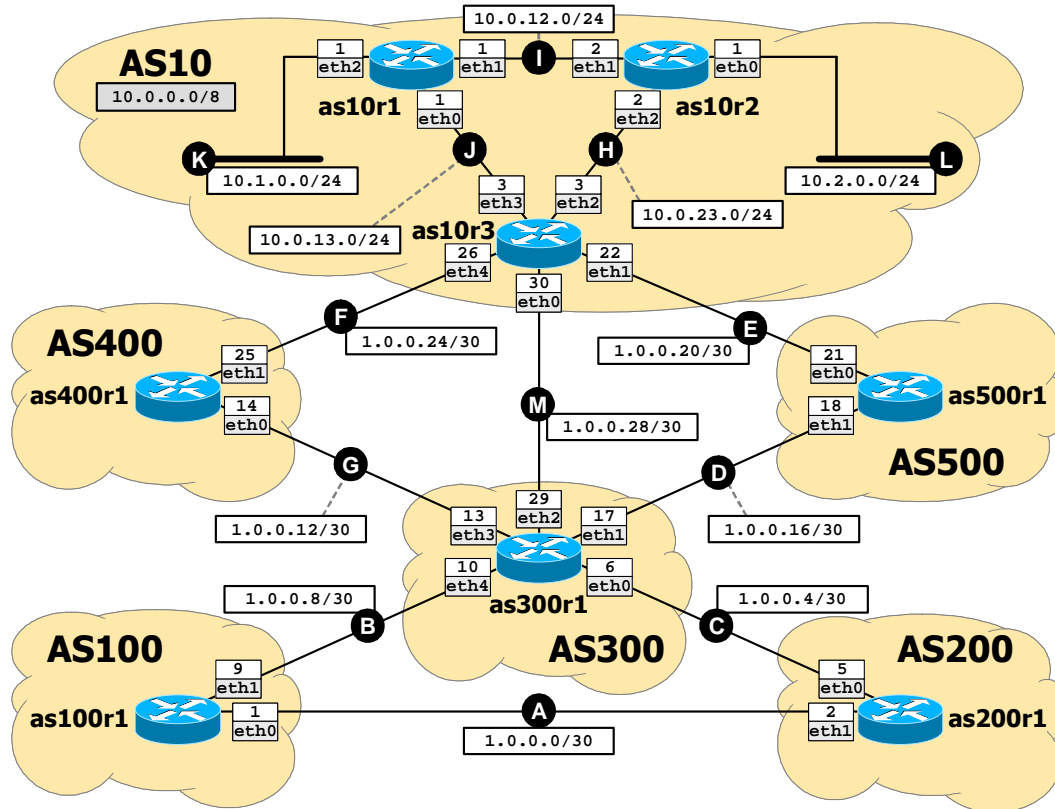 10.0.12.0/24
AS10
10.0.0.0/8
1
eth2
1
eth1
I
2
eth1
1
eth0
as10r1
as10r2
1
eth0
2
eth2
K
J
H
L
10.1.0.0/24
10.2.0.0/24
3
eth3
3
eth2
10.0.13.0/24
10.0.23.0/24
as10r3
26
eth4
22
eth1
30
eth0
F
E
AS400
1.0.0.24/30
1.0.0.20/30
25
eth1
21
eth0
as400r1
as500r1
14
eth0
M
18
eth1
1.0.0.28/30
AS500
G
D
1.0.0.12/30
1.0.0.16/30
13
eth3
29
eth2
17
eth1
10
eth4
6
eth0
as300r1
1.0.0.8/30
1.0.0.4/30
B
C
AS100
AS300
AS200
9
eth1
5
eth0
as100r1
as200r1
1
eth0
A
2
eth1
1.0.0.0/30